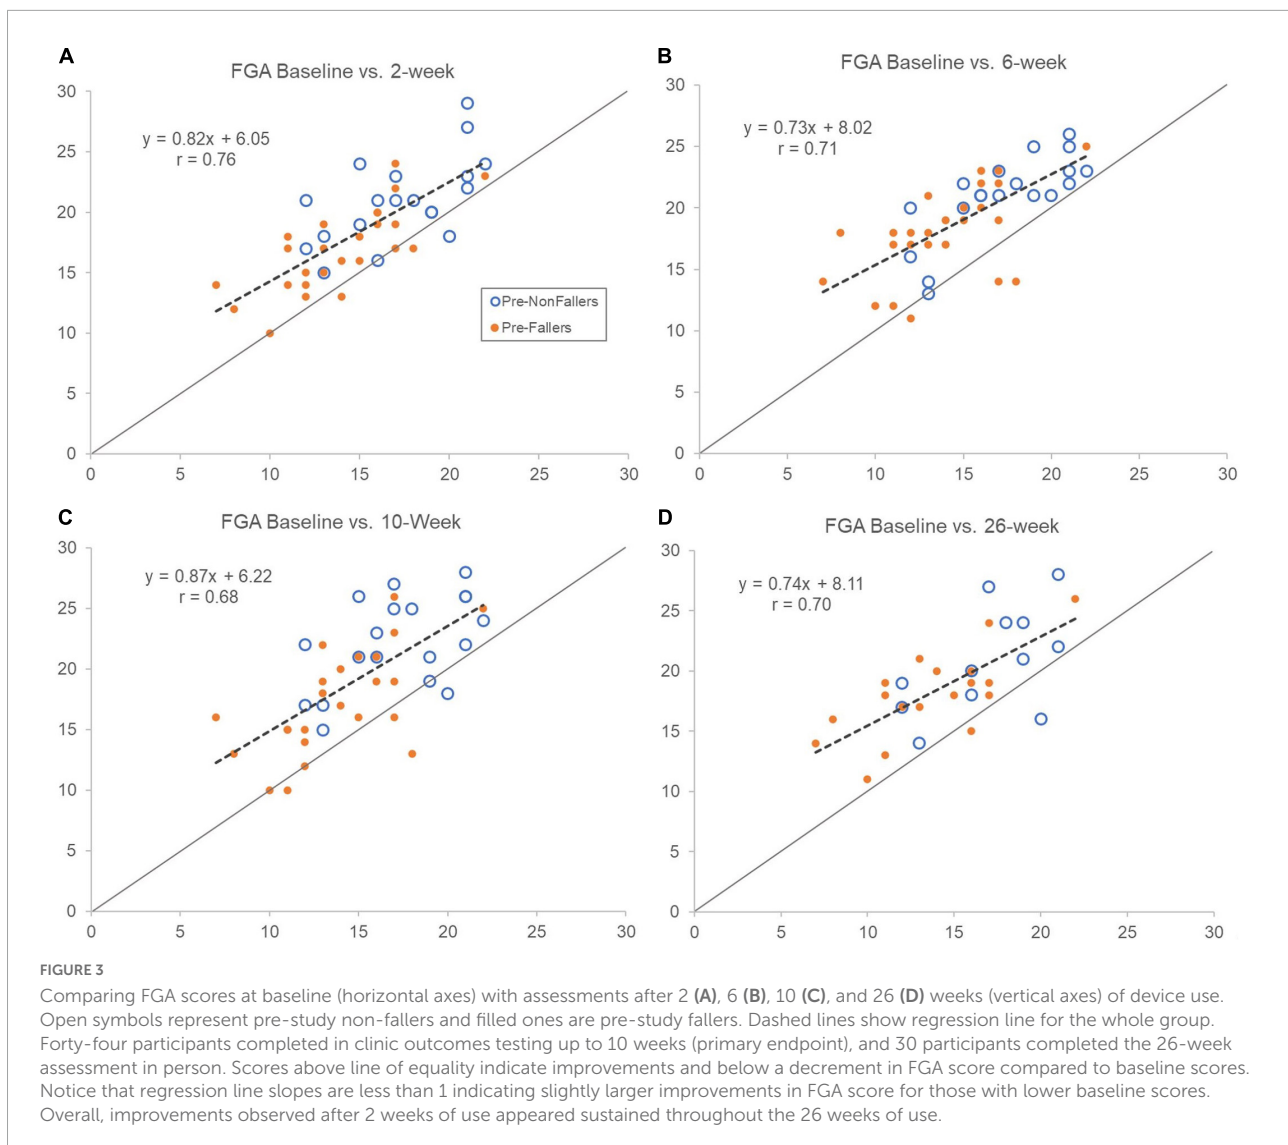 A
FGA Baseline vs. 2-week
y = 0.82x + 6.05
r = 0.76
30
25
20
15
10
5
0
0 5 10 15 20 25 30
Pre-NonFallers
Pre-Fallers
B
FGA Baseline vs. 6-week
y = 0.73x + 8.02
r = 0.71
30
25
20
15
10
5
0
0 5 10 15 20 25 30
C
FGA Baseline vs. 10-Week
y = 0.87x + 6.22
r = 0.68
30
25
20
15
10
5
0
0 5 10 15 20 25 30
D
FGA Baseline vs. 26-week
y = 0.74x + 8.11
r = 0.70
30
25
20
15
10
5
0
0 5 10 15 20 25 30
FIGURE 3
Comparing FGA scores at baseline (horizontal axes) with assessments after 2 (A), 6 (B), 10 (C), and 26 (D) weeks (vertical axes) of device use.
Open symbols represent pre-study non-fallers and filled ones are pre-study fallers. Dashed lines show regression line for the whole group.
Forty-four participants completed in clinic outcomes testing up to 10 weeks (primary endpoint), and 30 participants completed the 26-week
assessment in person. Scores above line of equality indicate improvements and below a decrement in FGA score compared to baseline scores.
Notice that regression line slopes are less than 1 indicating slightly larger improvements in FGA score for those with lower baseline scores.
Overall, improvements observed after 2 weeks of use appeared sustained throughout the 26 weeks of use.